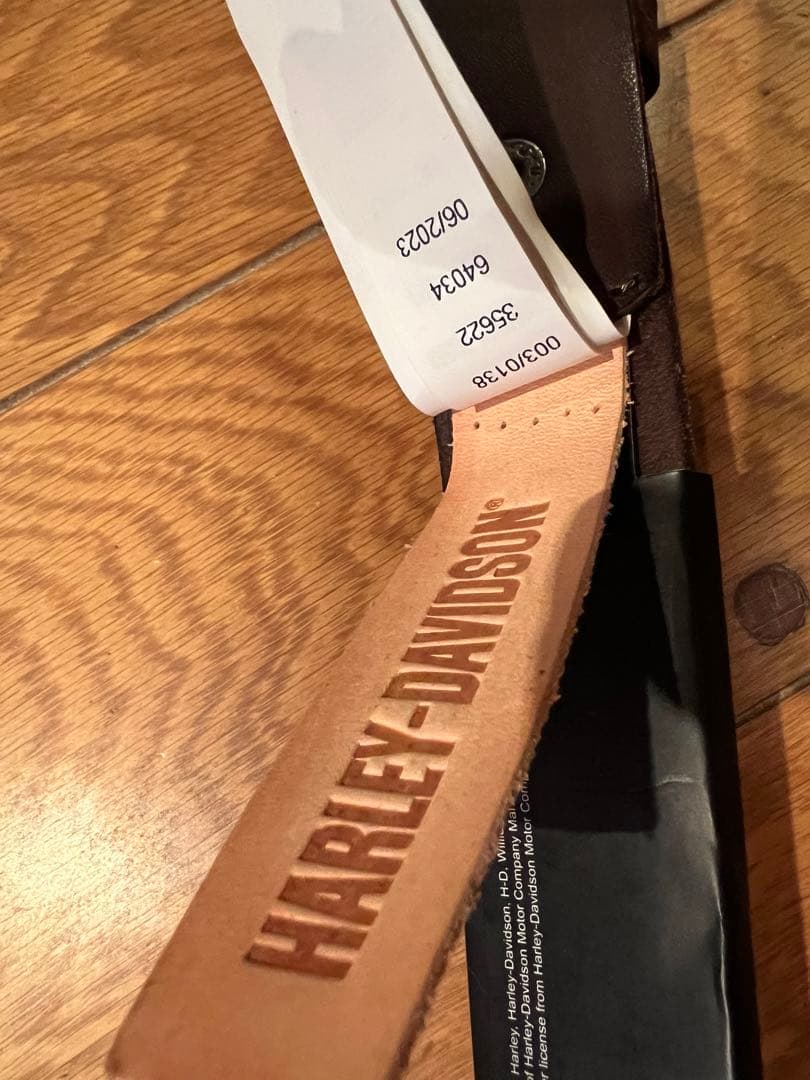 003/0138
35622
64034
06/2023
HARLEY-DAVIDSON®
Harley, Harley-Davidson, H-D,
of Harley-Davidson Motor Company
license from Harley-Davidson Motor